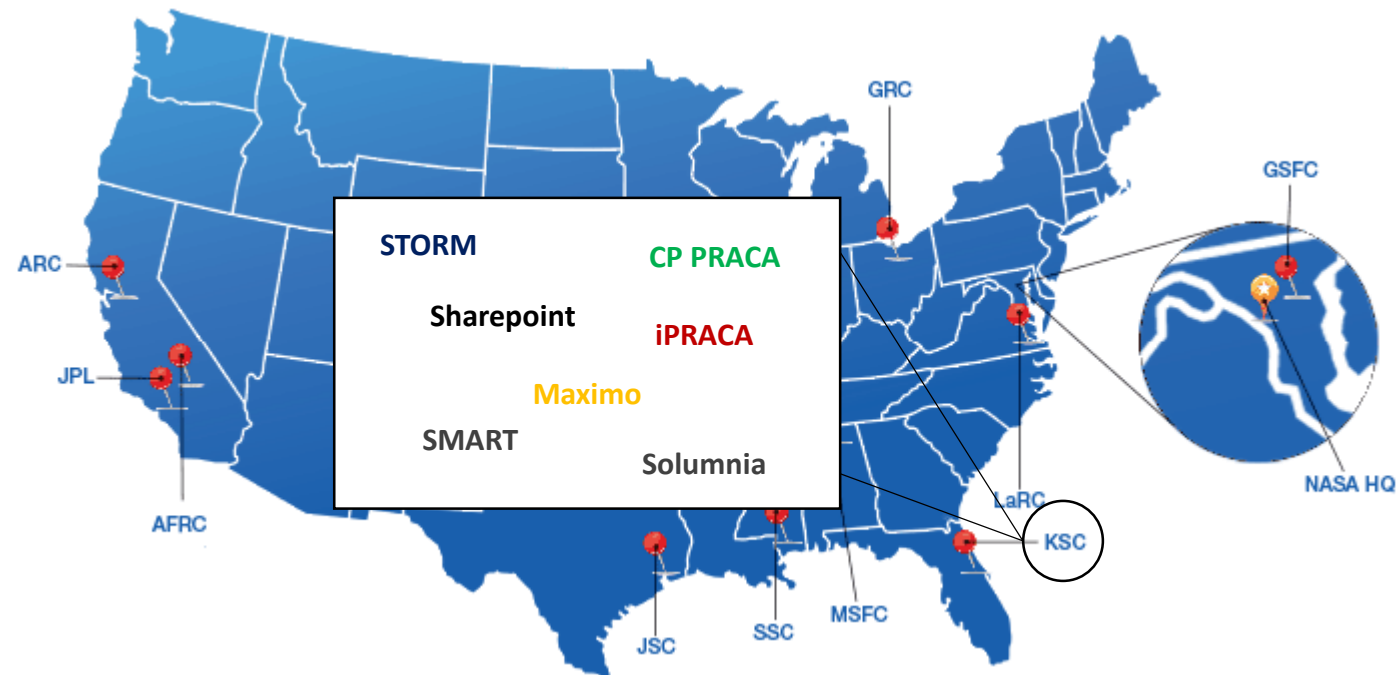 GRC
GSFC
STORM
CP PRACA
ARC
Sharepoint
iPRACA
JPL
Maximo
SMART
Solumnia
NASA HQ
LaRC
AFRC
KSC
MSFC
SSC
JSC